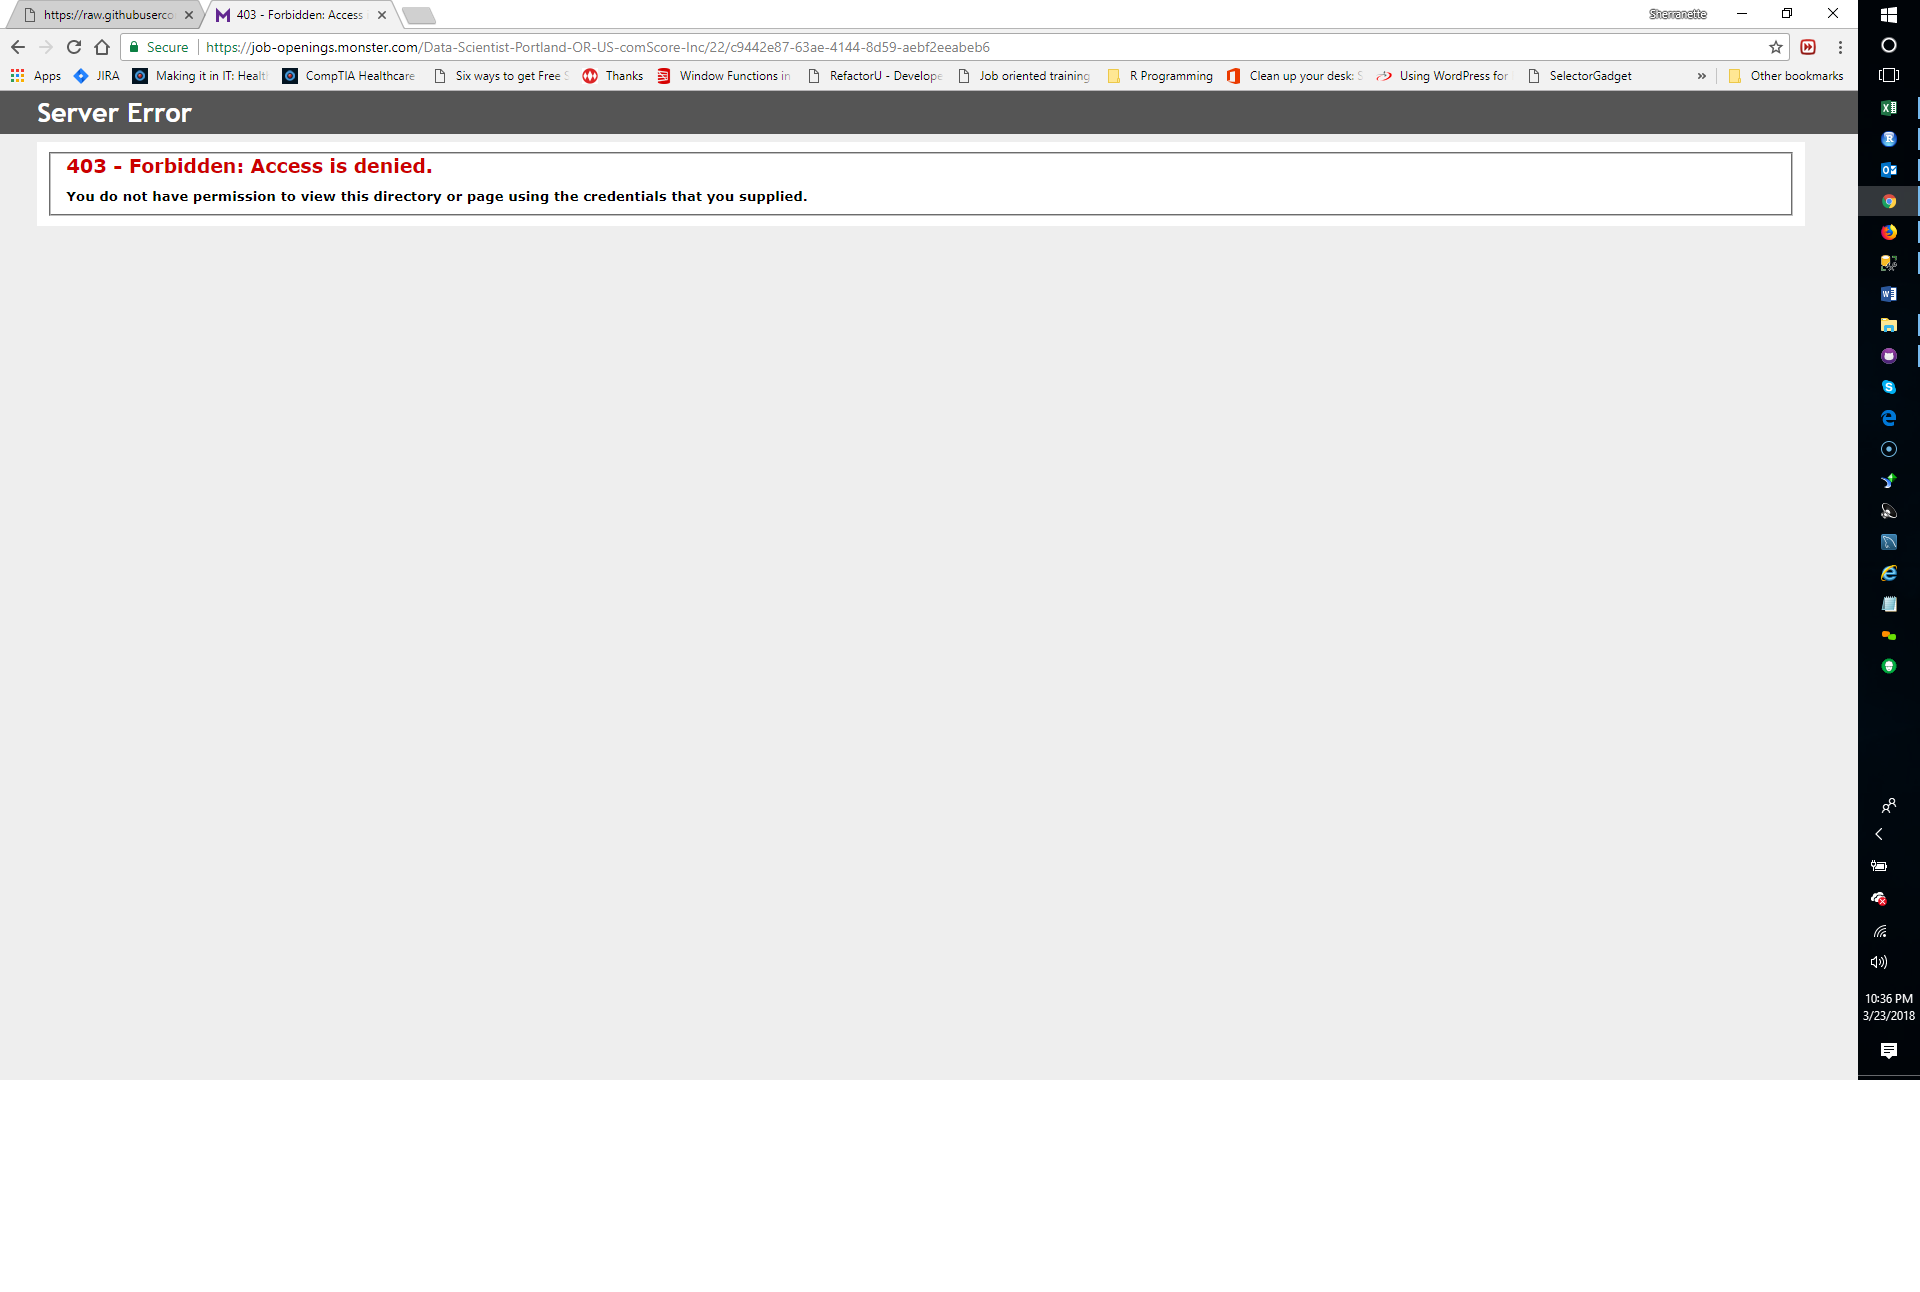 https://raw.githubuserco
403 - Forbidden: Access
Sherranette
Secure
https://job-openings.monster.com/Data-Scientist-Portland-OR-US-comScore-Inc/22/c9442e87-63ae-4144-8d59-aebf2eeabeb6
Apps JIRA Making it in IT: Healt CompTIA Healthcare Six ways to get Free S Thanks Window Functions in RefactorU - Develope Job oriented training R Programming Clean up your desk: S Using WordPress for SelectorGadget » Other bookmarks
Server Error
403 - Forbidden: Access is denied.
You do not have permission to view this directory or page using the credentials that you supplied.
10:36 PM
3/23/2018